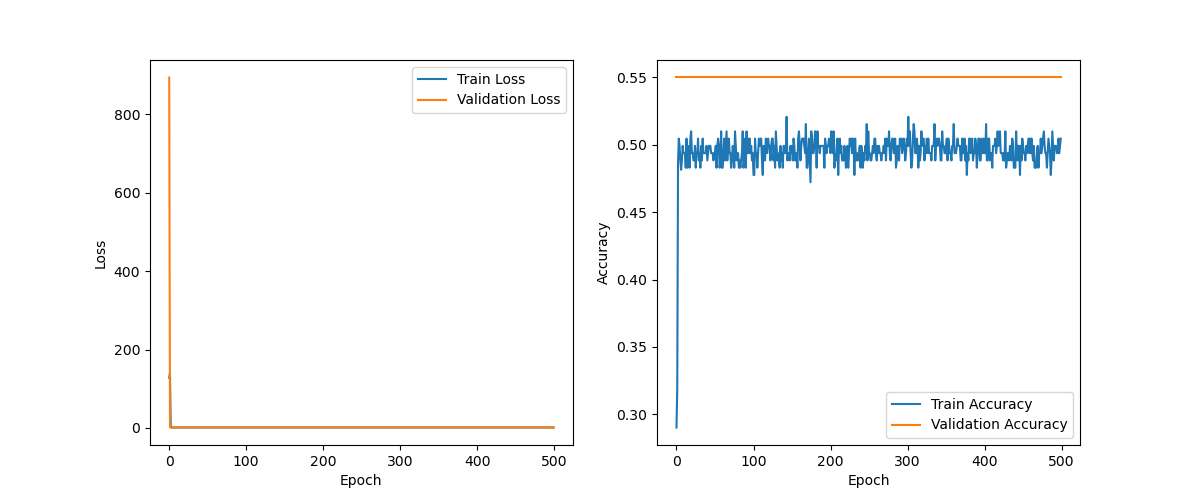 Train Loss
Validation Loss
800
600
400
200
0
Loss
0 100 200 300 400 500
Epoch
0.55
0.50
0.45
0.40
0.35
0.30
Accuracy
Train Accuracy
Validation Accuracy
0 100 200 300 400 500
Epoch